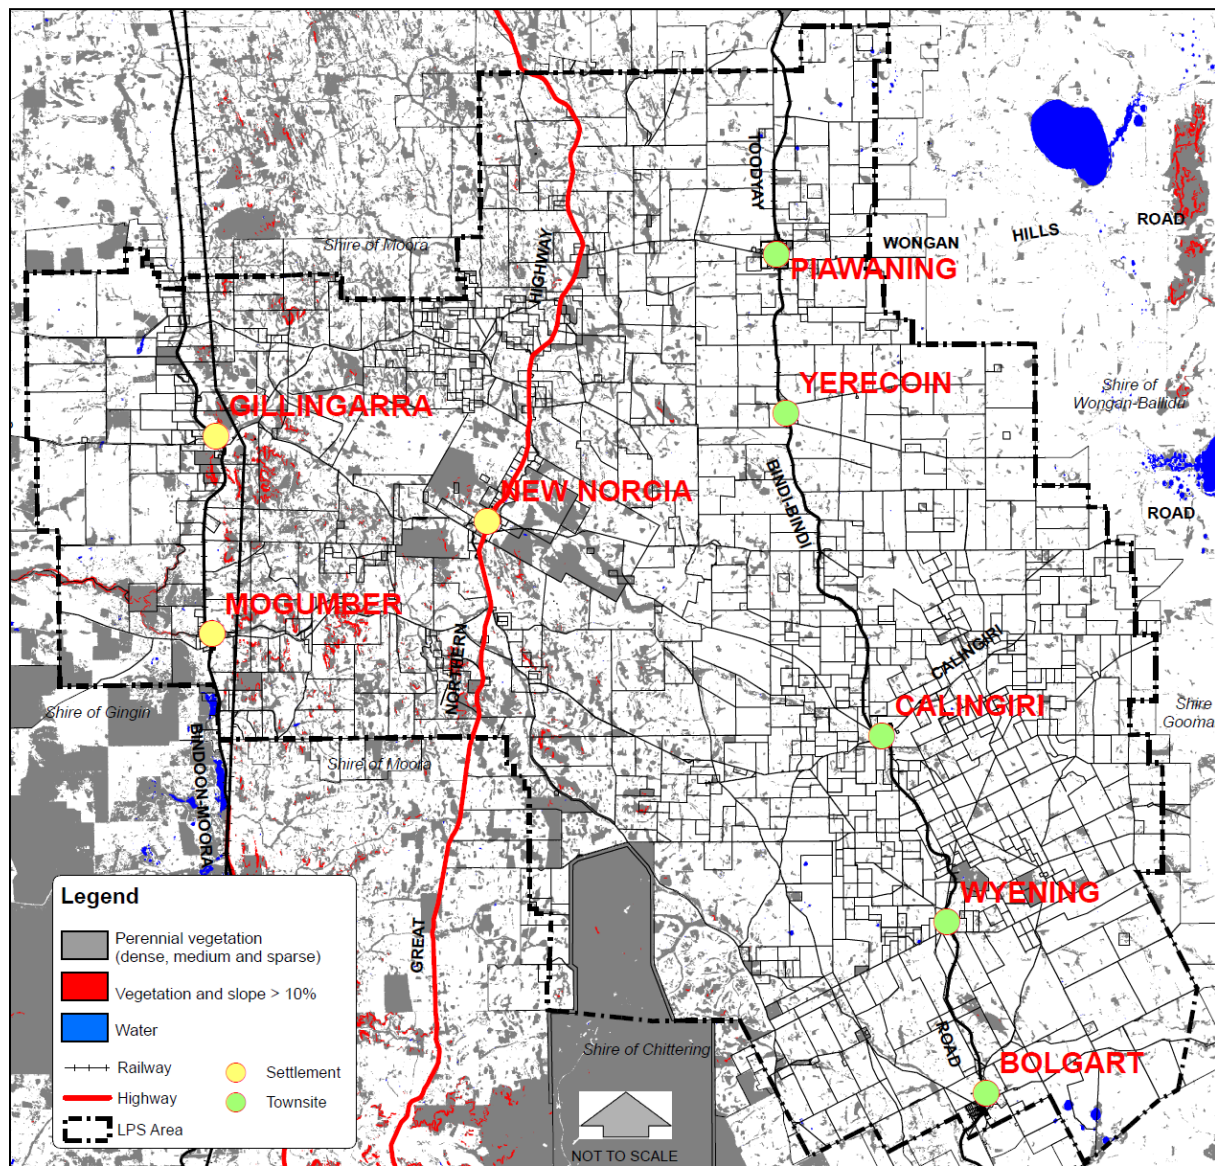 TOODYAY
Shire of Moora
HIGHWAY
WONGAN
HILLS
ROAD
PIAWANING
GILLINGARRA
YERECOIN
Shire of
Wongan-Ballidu
BINDI-BINDI
NEW NORCIA
ROAD
MOGUMBER
NORTHERN
CALINGIRI
CALINGIRI
Shire of Gingin
Shire
Gooma
BINDOON-MOORA
Shire of Moora
WYENING
GREAT
ROAD
Shire of Chittering
BOLGART
NOT TO SCALE
Legend
Perennial vegetation
(dense, medium and sparse)
Vegetation and slope > 10%
Water
Railway
Settlement
Highway
Townsite
LPS Area